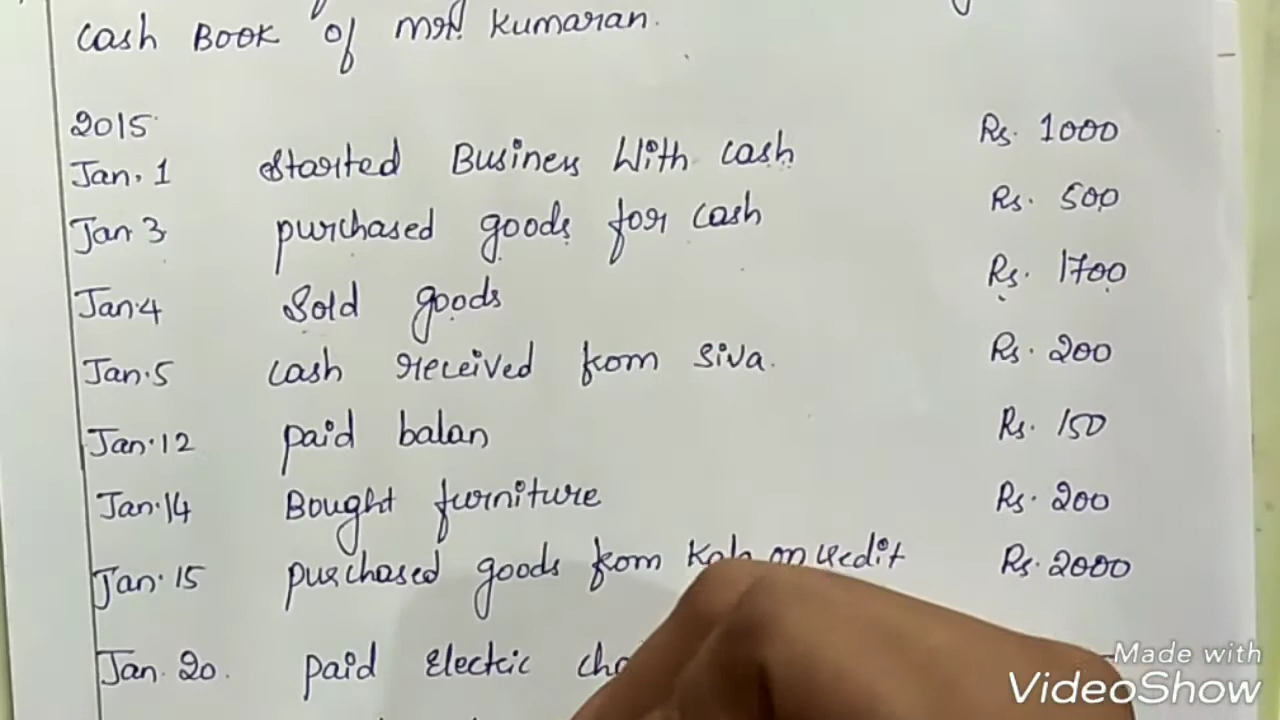 Cash Book of Mr. Kumaran.
2015
Jan. 1 Started Business With cash Rs. 1000
Jan 3 purchased goods for cash Rs. 500
Jan. 4 Sold goods Rs. 1700
Jan. 5 cash received from Siva. Rs. 200
Jan. 12 paid balan Rs. 150
Jan. 14 Bought furniture Rs. 200
Jan. 15 purchased goods from on credit Rs. 2000
Jan. 20. paid Electric
Made with
VideoShow